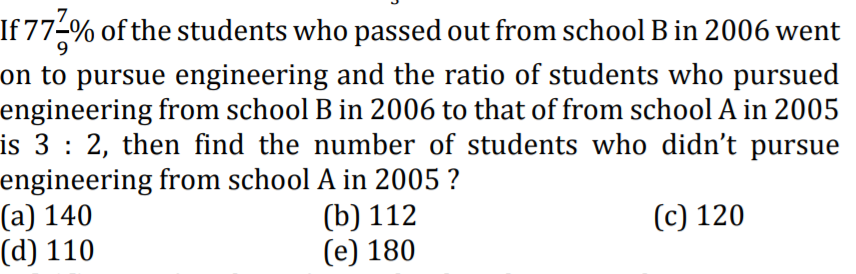 If 77 7/9% of the students who passed out from school B in 2006 went
on to pursue engineering and the ratio of students who pursued
engineering from school B in 2006 to that of from school A in 2005
is 3 : 2, then find the number of students who didn’t pursue
engineering from school A in 2005 ?
(a) 140 (b) 112 (c) 120
(d) 110 (e) 180